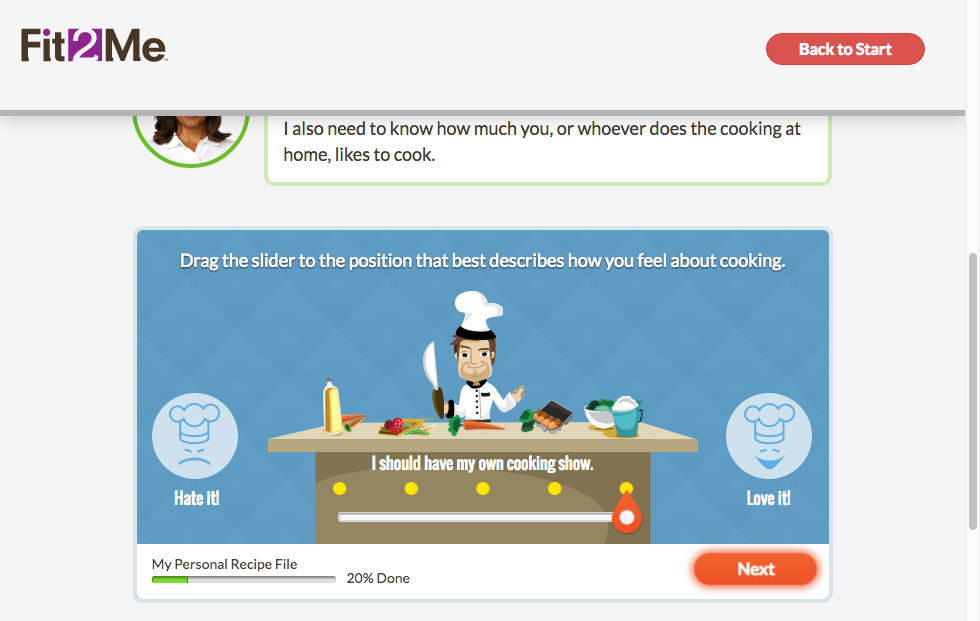 Fit2Me
Back to Start
I also need to know how much you, or whoever does the cooking at
home, likes to cook.
Drag the slider to the position that best describes how you feel about cooking.
I should have my own cooking show.
Hate it!
Love it!
My Personal Recipe File
20% Done
Next